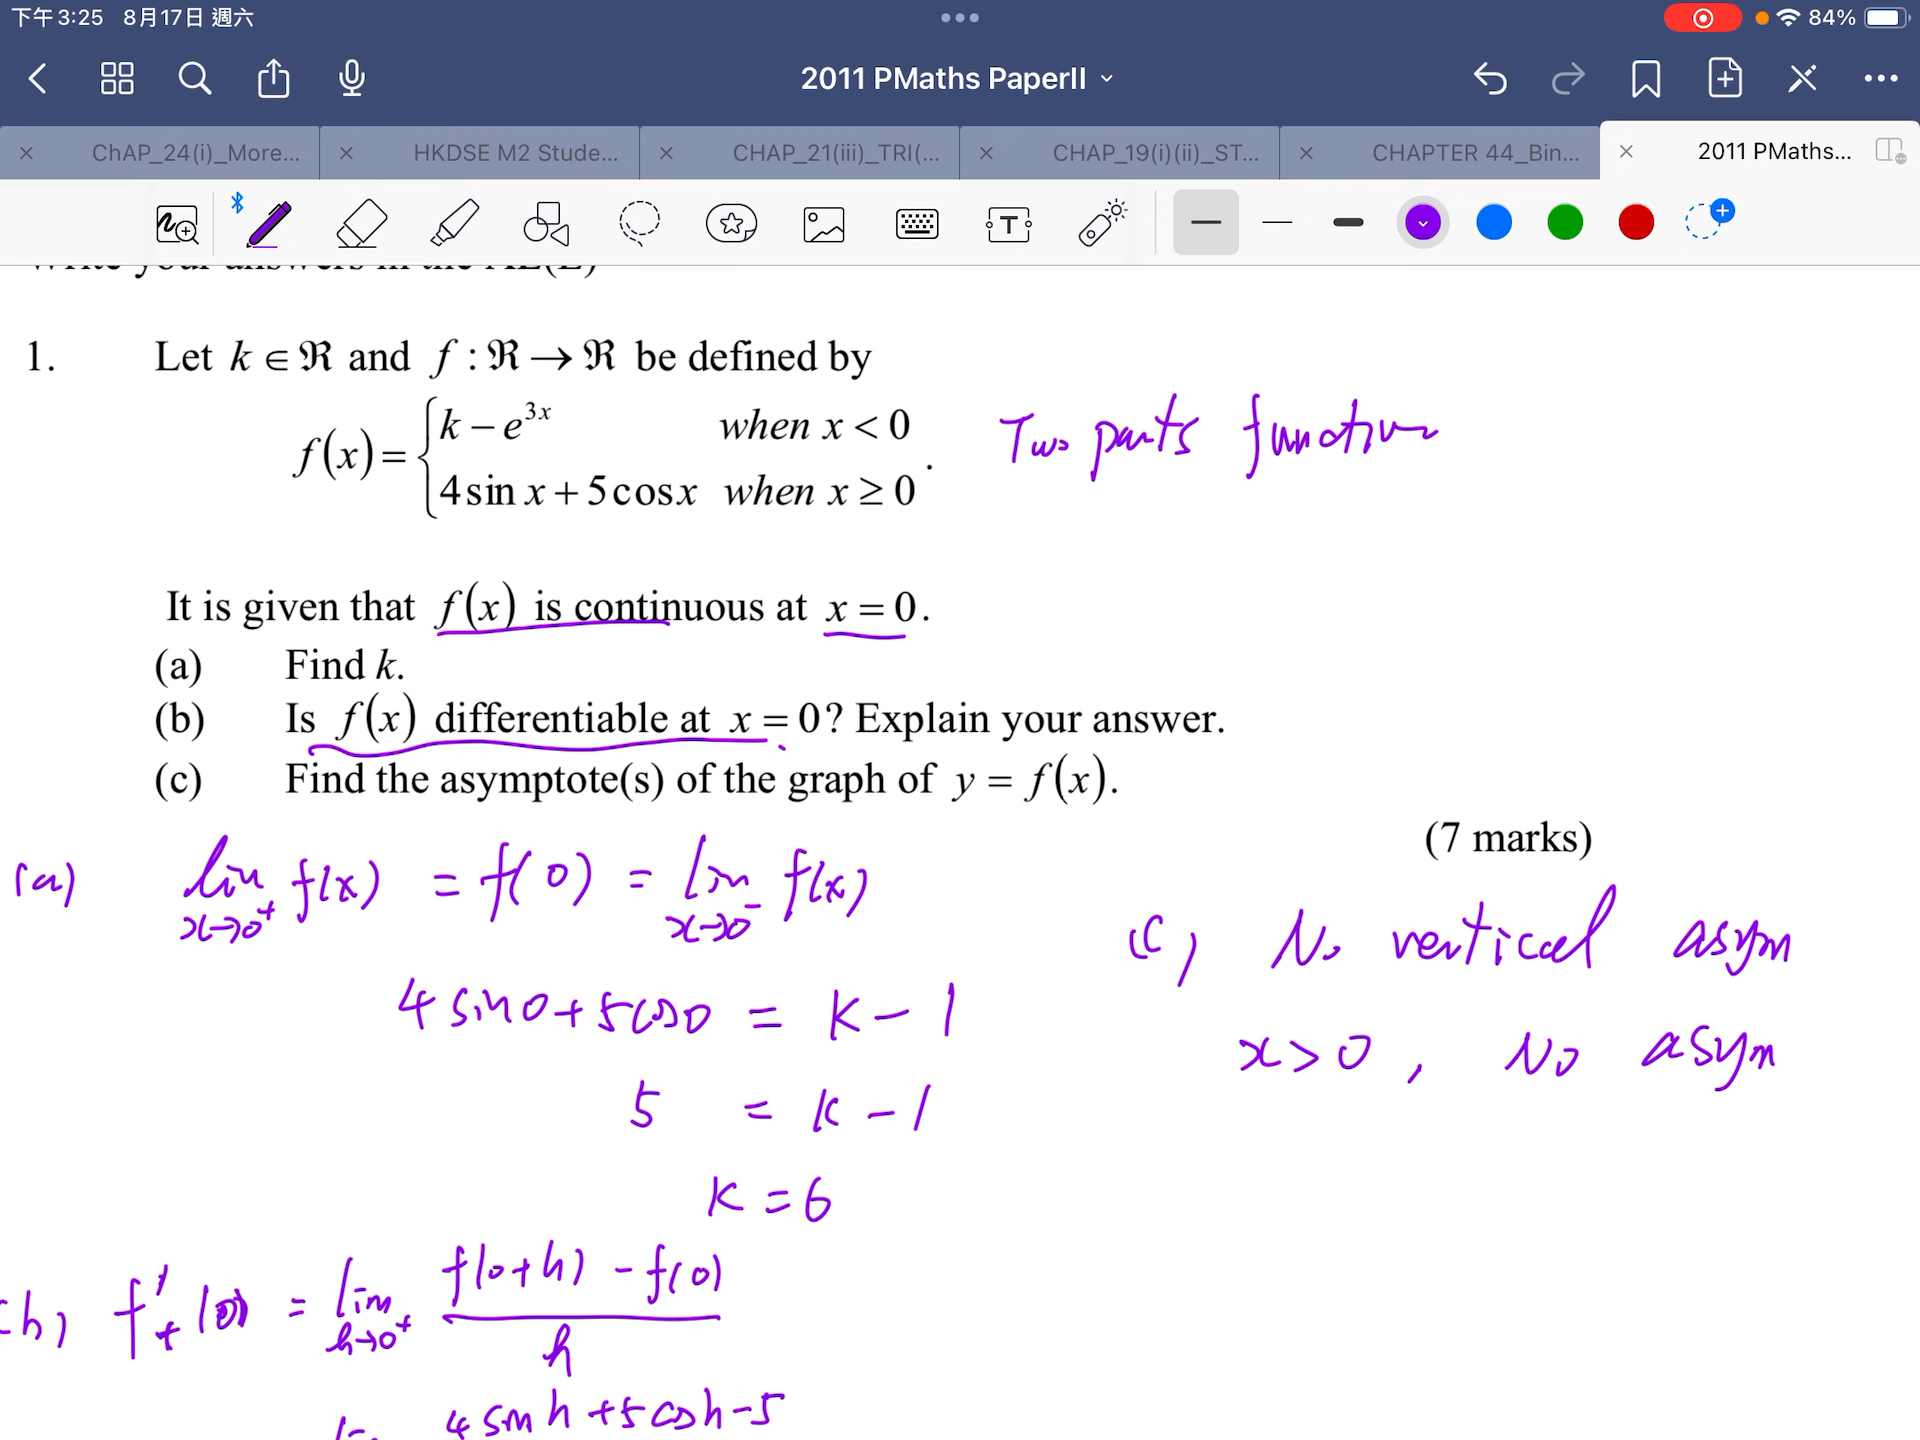 下午3:25 8月17日 週六
84%
2011 PMaths PaperII
ChAP_24(i)_More...
HKDSE M2 Stude...
CHAP_21(iii)_TRI(...
CHAP_19(i)(ii)_ST...
CHAPTER 44_Bin...
2011 PMaths...
T
1. Let k ∈ ℜ and f : ℜ → ℜ be defined by
f(x) = { k − e^{3x} when x < 0
4 sin x + 5 cos x when x ≥ 0 .
Two parts function
It is given that f(x) is continuous at x = 0.
(a) Find k.
(b) Is f(x) differentiable at x = 0? Explain your answer.
(c) Find the asymptote(s) of the graph of y = f(x).
(7 marks)
(a) lim_{x→0⁺} f(x) = f(0) = lim_{x→0⁻} f(x)
4 sin0 + 5 cos0 = k − 1
5 = k − 1
k = 6
(b) f'₊(0) = lim_{h→0⁺} (f(0+h) − f(0))/h
4 sin h + 5 cos h − 5
(c) No vertical asym
x > 0 , No asym